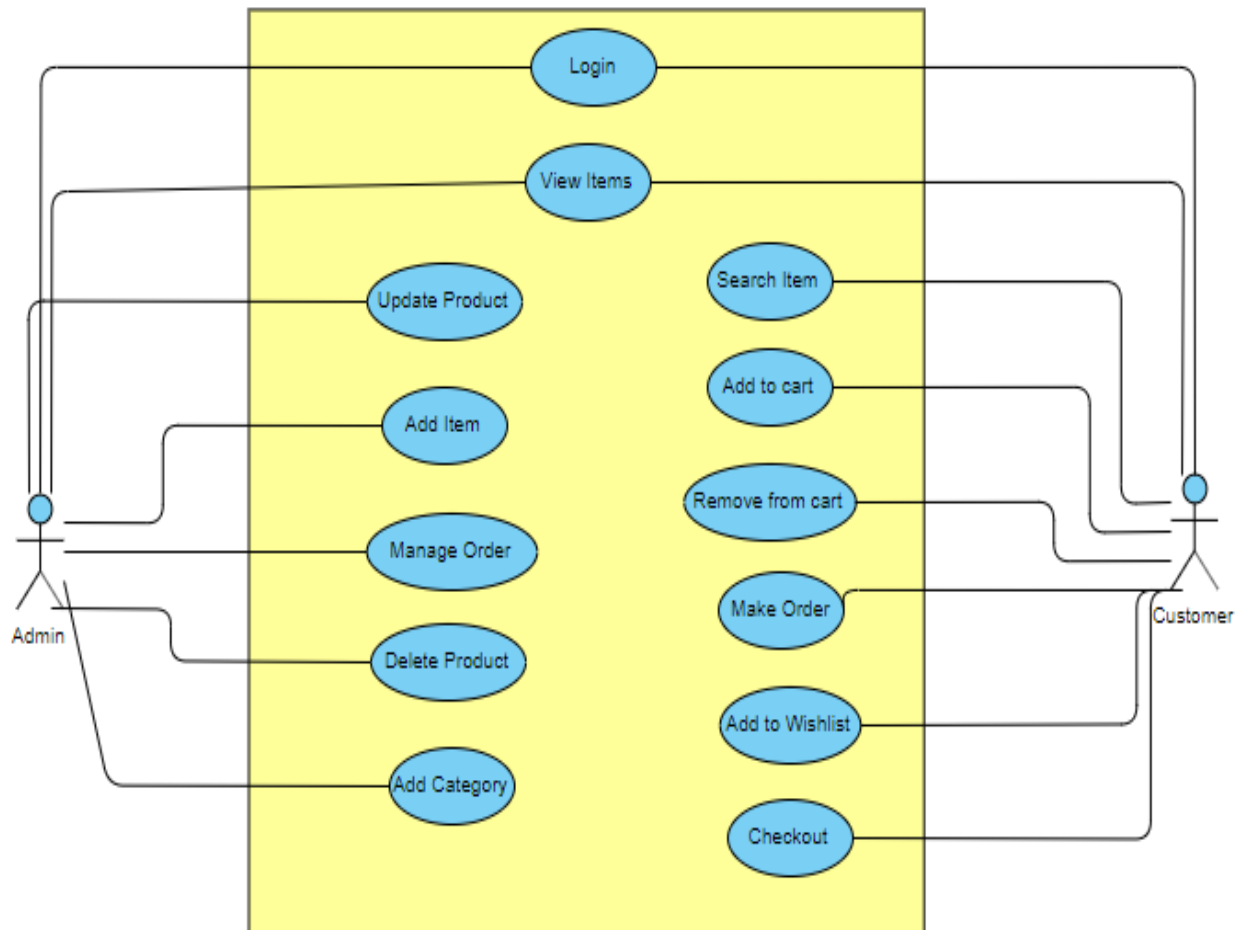 Login
View Items
Search Item
Update Product
Add to cart
Add Item
Remove from cart
Manage Order
Make Order
Customer
Admin
Delete Product
Add to Wishlist
Add Category
Checkout